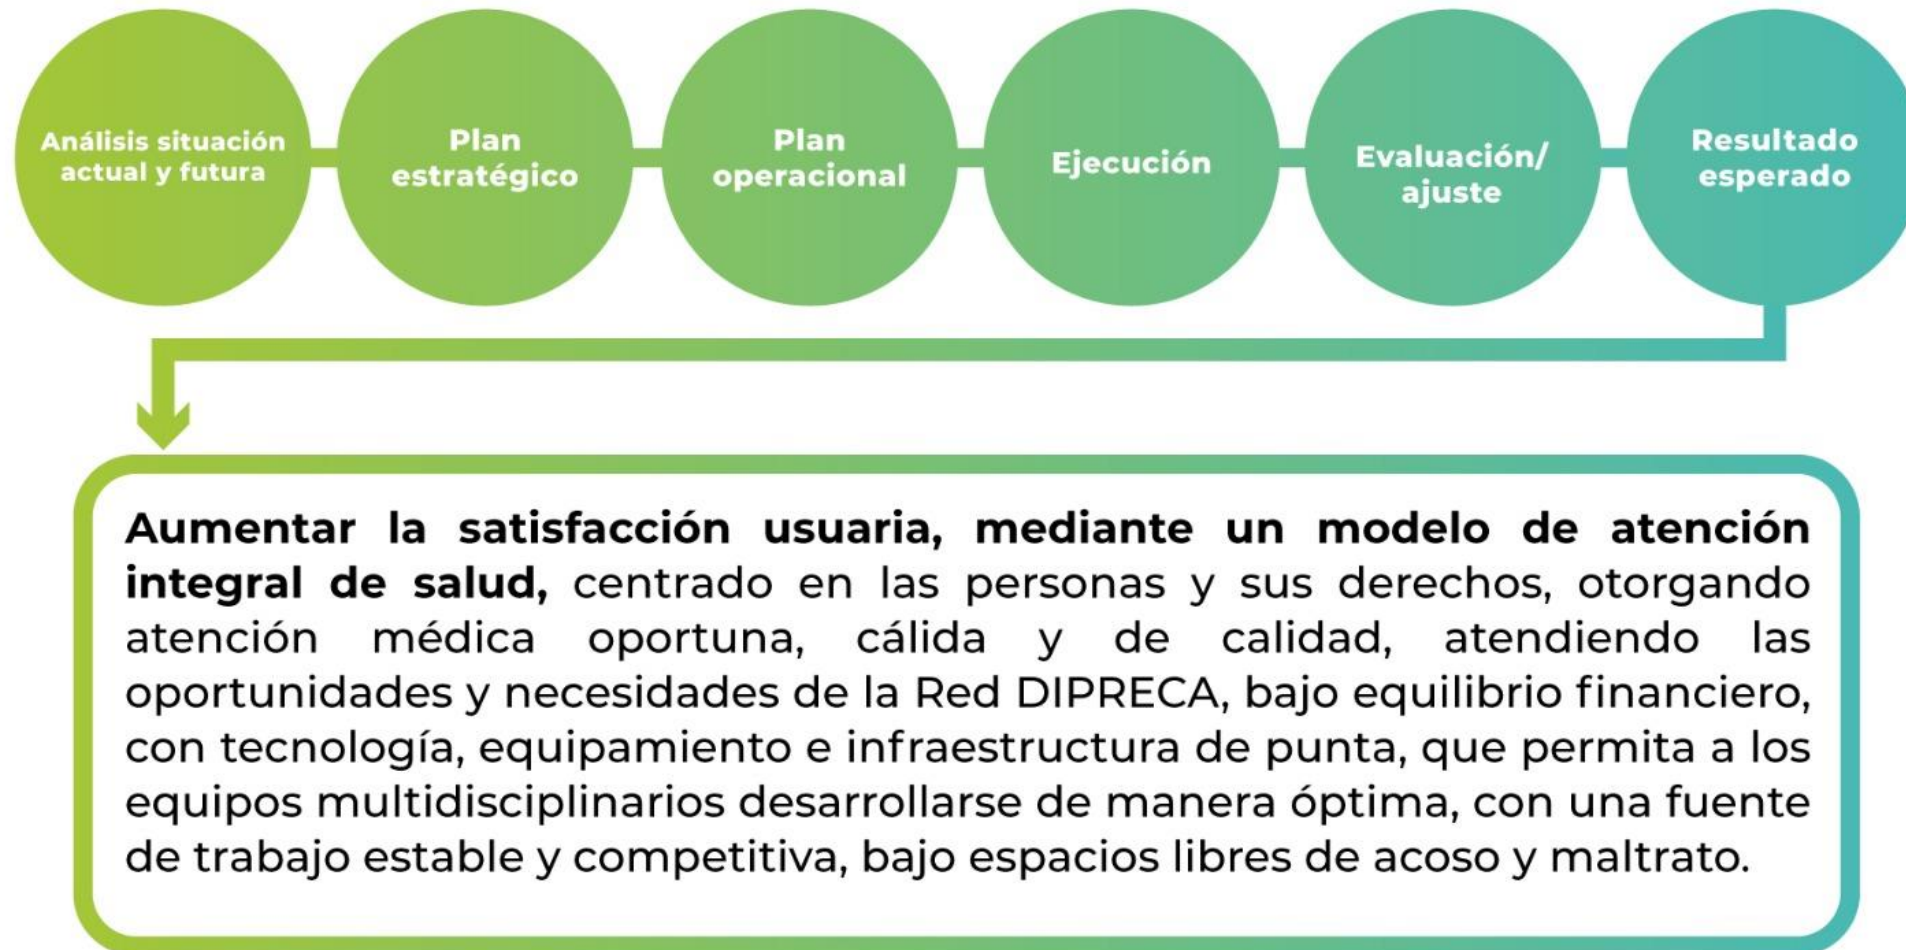 Análisis situación
actual y futura
Plan
estratégico
Plan
operacional
Ejecución
Evaluación/
ajuste
Resultado
esperado
Aumentar la satisfacción usuaria, mediante un modelo de atención
integral de salud, centrado en las personas y sus derechos, otorgando
atención médica oportuna, cálida y de calidad, atendiendo las
oportunidades y necesidades de la Red DIPRECA, bajo equilibrio financiero,
con tecnología, equipamiento e infraestructura de punta, que permita a los
equipos multidisciplinarios desarrollarse de manera óptima, con una fuente
de trabajo estable y competitiva, bajo espacios libres de acoso y maltrato.